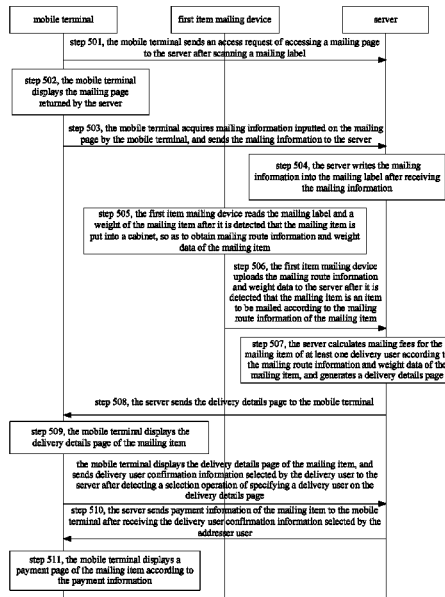 mobile terminal
first item mailing device
server
step 501, the mobile terminal sends an access request of accessing a mailing page
to the server after scanning a mailing label
step 502, the mobile terminal
displays the mailing page
returned by the server
step 503, the mobile terminal acquires mailing information inputted on the mailing
page by the mobile terminal, and sends the mailing information to the server
step 504, the server writes the mailing
information into the mailing label after receiving
the mailing information
step 505, the first item mailing device reads the mailing label and a
weight of the mailing item after it is detected that the mailing item is
put into a cabinet, so as to obtain mailing route information and weight
data of the mailing item
step 506, the first item mailing device
uploads the mailing route information
and weight data to the server after it is
detected that the mailing item is an item
to be mailed according to the mailing
route information of the mailing item
step 507, the server calculates mailing fees for the
mailing item of at least one delivery user according t
the mailing route information and weight data of the
mailing item, and generates a delivery details page
step 508, the server sends the delivery details page to the mobile terminal
step 509, the mobile terminal displays the
delivery details page of the mailing item
the mobile terminal displays the delivery details page of the mailing item, and
sends delivery user confirmation information selected by the delivery user to the
server after detecting a selection operation of specifying a delivery user on the
delivery details page
step 510, the server sends payment information of the mailing item to the mobile
terminal after receiving the delivery user confirmation information selected by the
addresser user
step 511, the mobile terminal displays a
payment page of the mailing item according to
the payment information